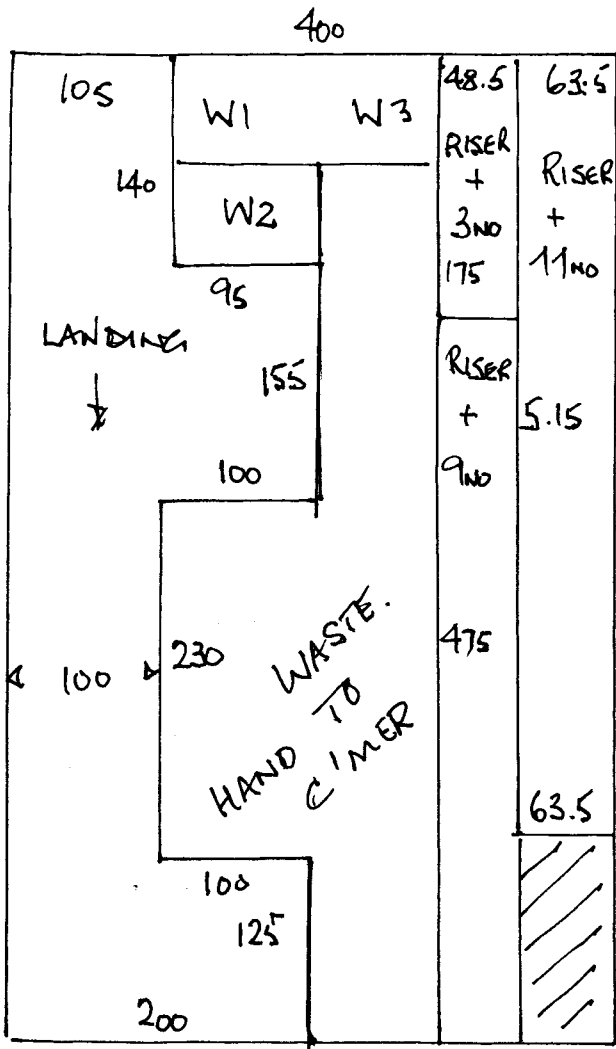 400
105
W1
W3
48.5
63.5
140
W2
RISER
+
3NO
175
RISER
+
11NO
95
LANDING
155
RISER
+
9NO
5.15
100
100
230
WASTE.
TO
HAND
C'MER
475
63.5
100
125
200